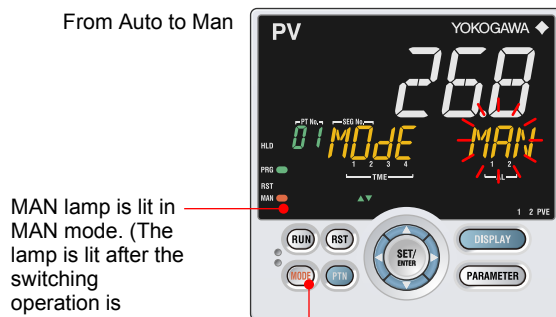 From Auto to Man
PV
YOKOGAWA
268
PT No.
SEG No.
01 MODE MAN
HLD
1 2 3 4
1 2
TME
AL
PRG
RST
MAN
1 2 PVE
MAN lamp is lit in
MAN mode. (The
lamp is lit after the
switching
operation is
RUN
RST
SET/
ENTER
DISPLAY
MODE
PTN
PARAMETER